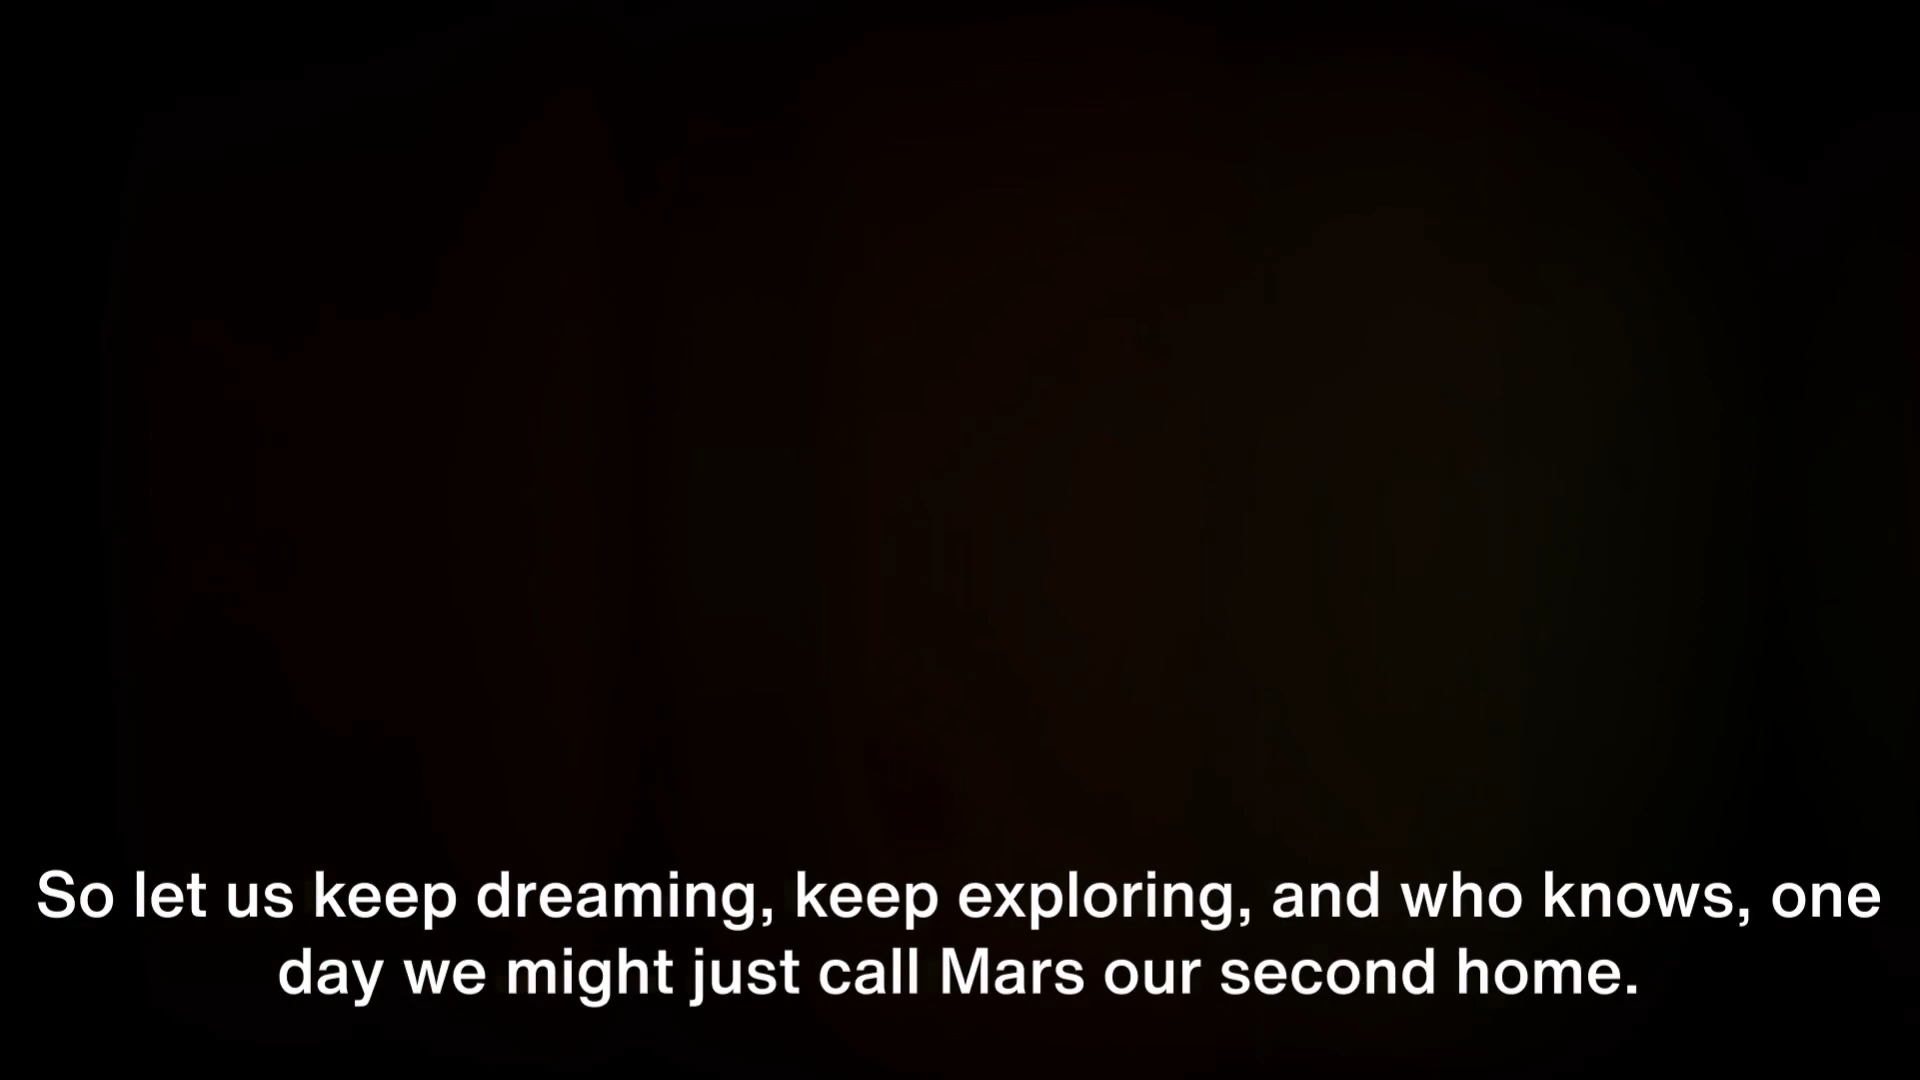 So let us keep dreaming, keep exploring, and who knows, one
day we might just call Mars our second home.